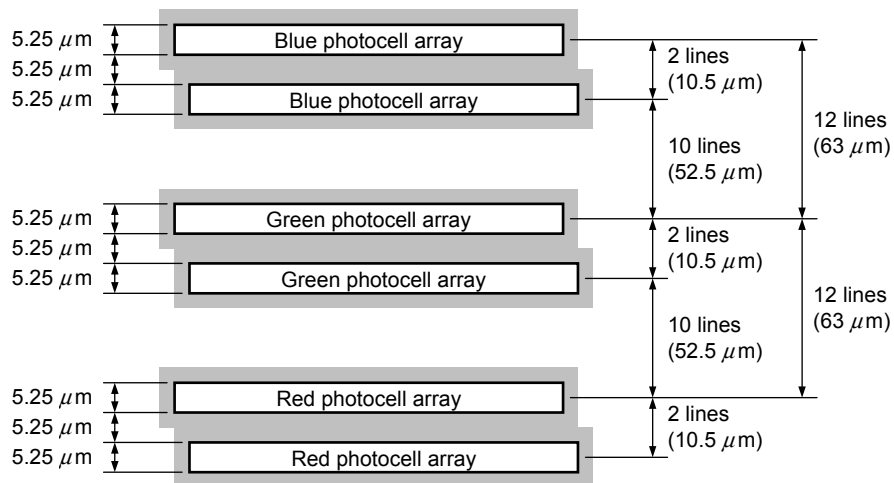 5.25 μm
Blue photocell array
5.25 μm
2 lines
(10.5 μm)
5.25 μm
Blue photocell array
12 lines
(63 μm)
10 lines
(52.5 μm)
5.25 μm
Green photocell array
5.25 μm
2 lines
(10.5 μm)
5.25 μm
Green photocell array
12 lines
(63 μm)
10 lines
(52.5 μm)
5.25 μm
Red photocell array
5.25 μm
2 lines
(10.5 μm)
5.25 μm
Red photocell array